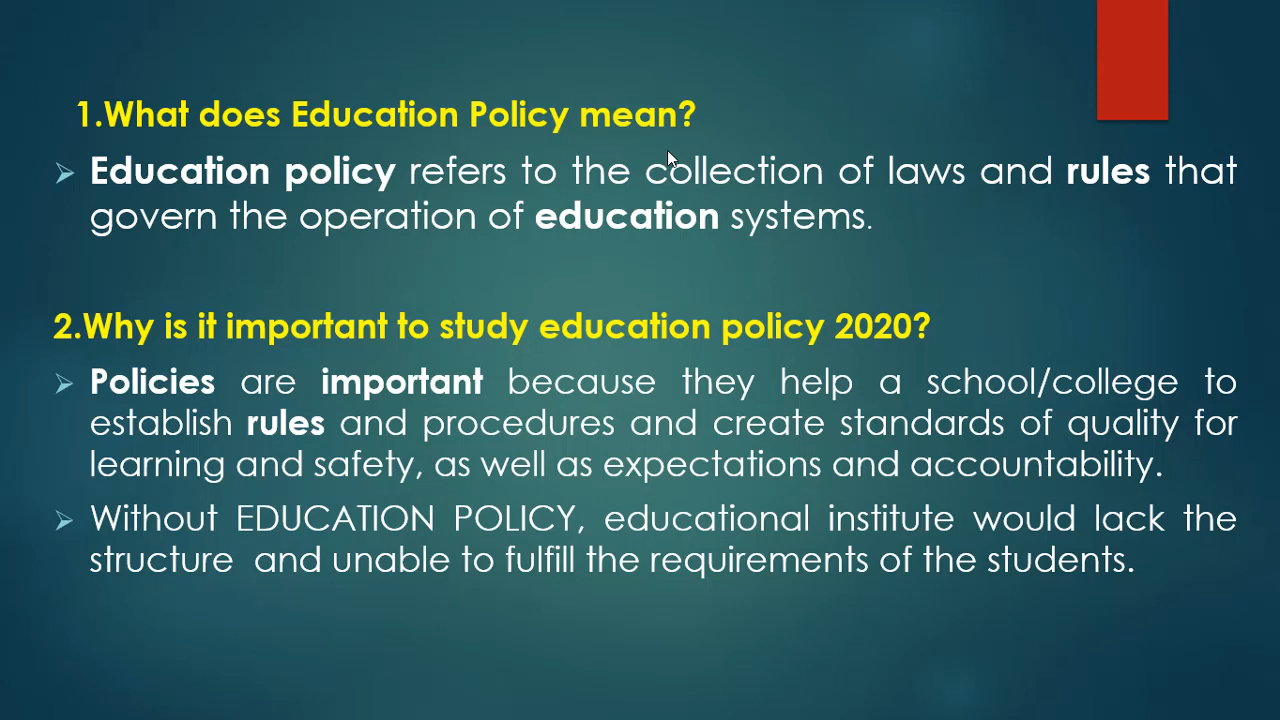 1.What does Education Policy mean?
Education policy refers to the collection of laws and rules that
govern the operation of education systems.
2.Why is it important to study education policy 2020?
Policies are important because they help a school/college to
establish rules and procedures and create standards of quality for
learning and safety, as well as expectations and accountability.
Without EDUCATION POLICY, educational institute would lack the
structure  and unable to fulfill the requirements of the students.